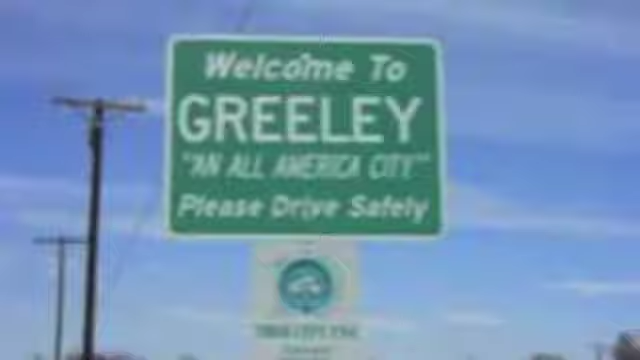 Welcome To
GREELEY
"AN ALL AMERICA CITY"
Please Drive Safely